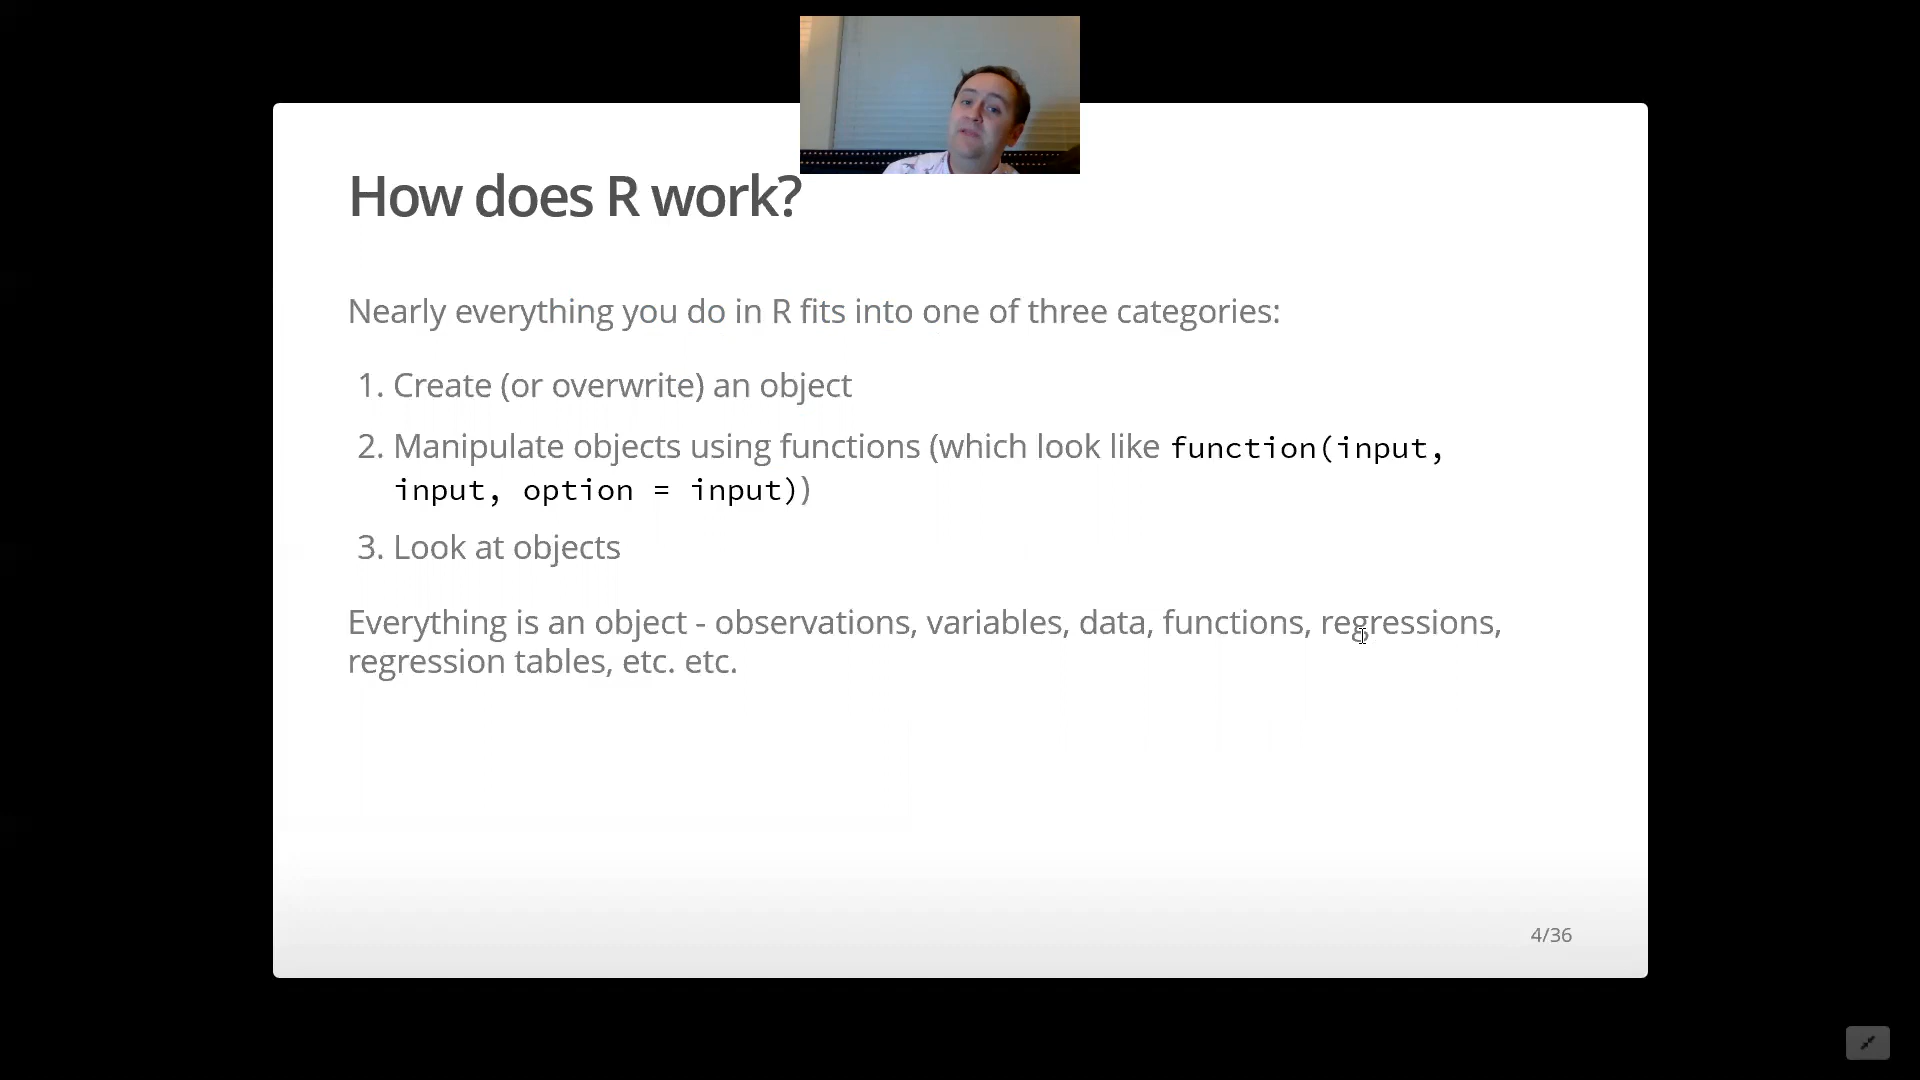 How does R work?
Nearly everything you do in R fits into one of three categories:
1. Create (or overwrite) an object
2. Manipulate objects using functions (which look like function(input,
input, option = input))
3. Look at objects
Everything is an object - observations, variables, data, functions, regressions,
regression tables, etc. etc.
4/36